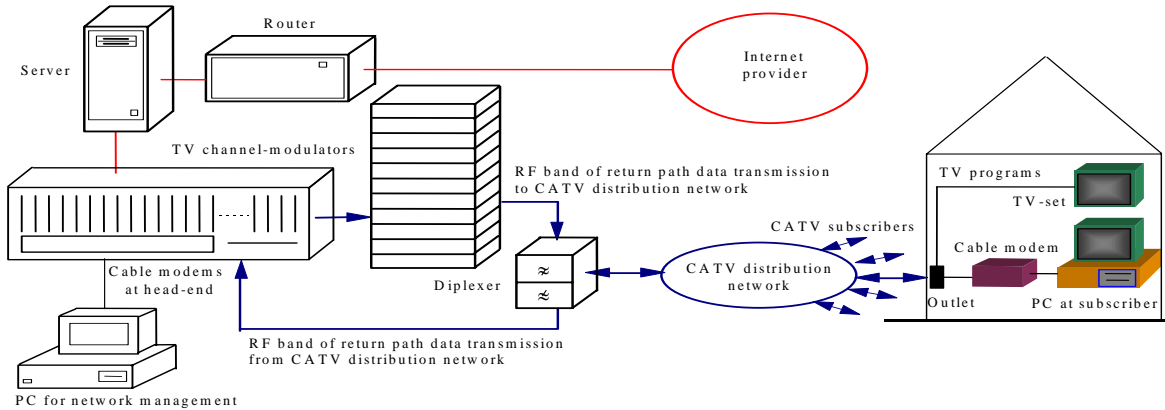 Router
Server
Internet
provider
TV channel-modulators
RF band of return path data transmission
to CATV distribution network
TV programs
TV-set
CATV subscribers
Cable modem
Cable modems
at head-end
Diplexer
CATV distribution
network
Outlet
PC at subscriber
RF band of return path data transmission
from CATV distribution network
PC for network management